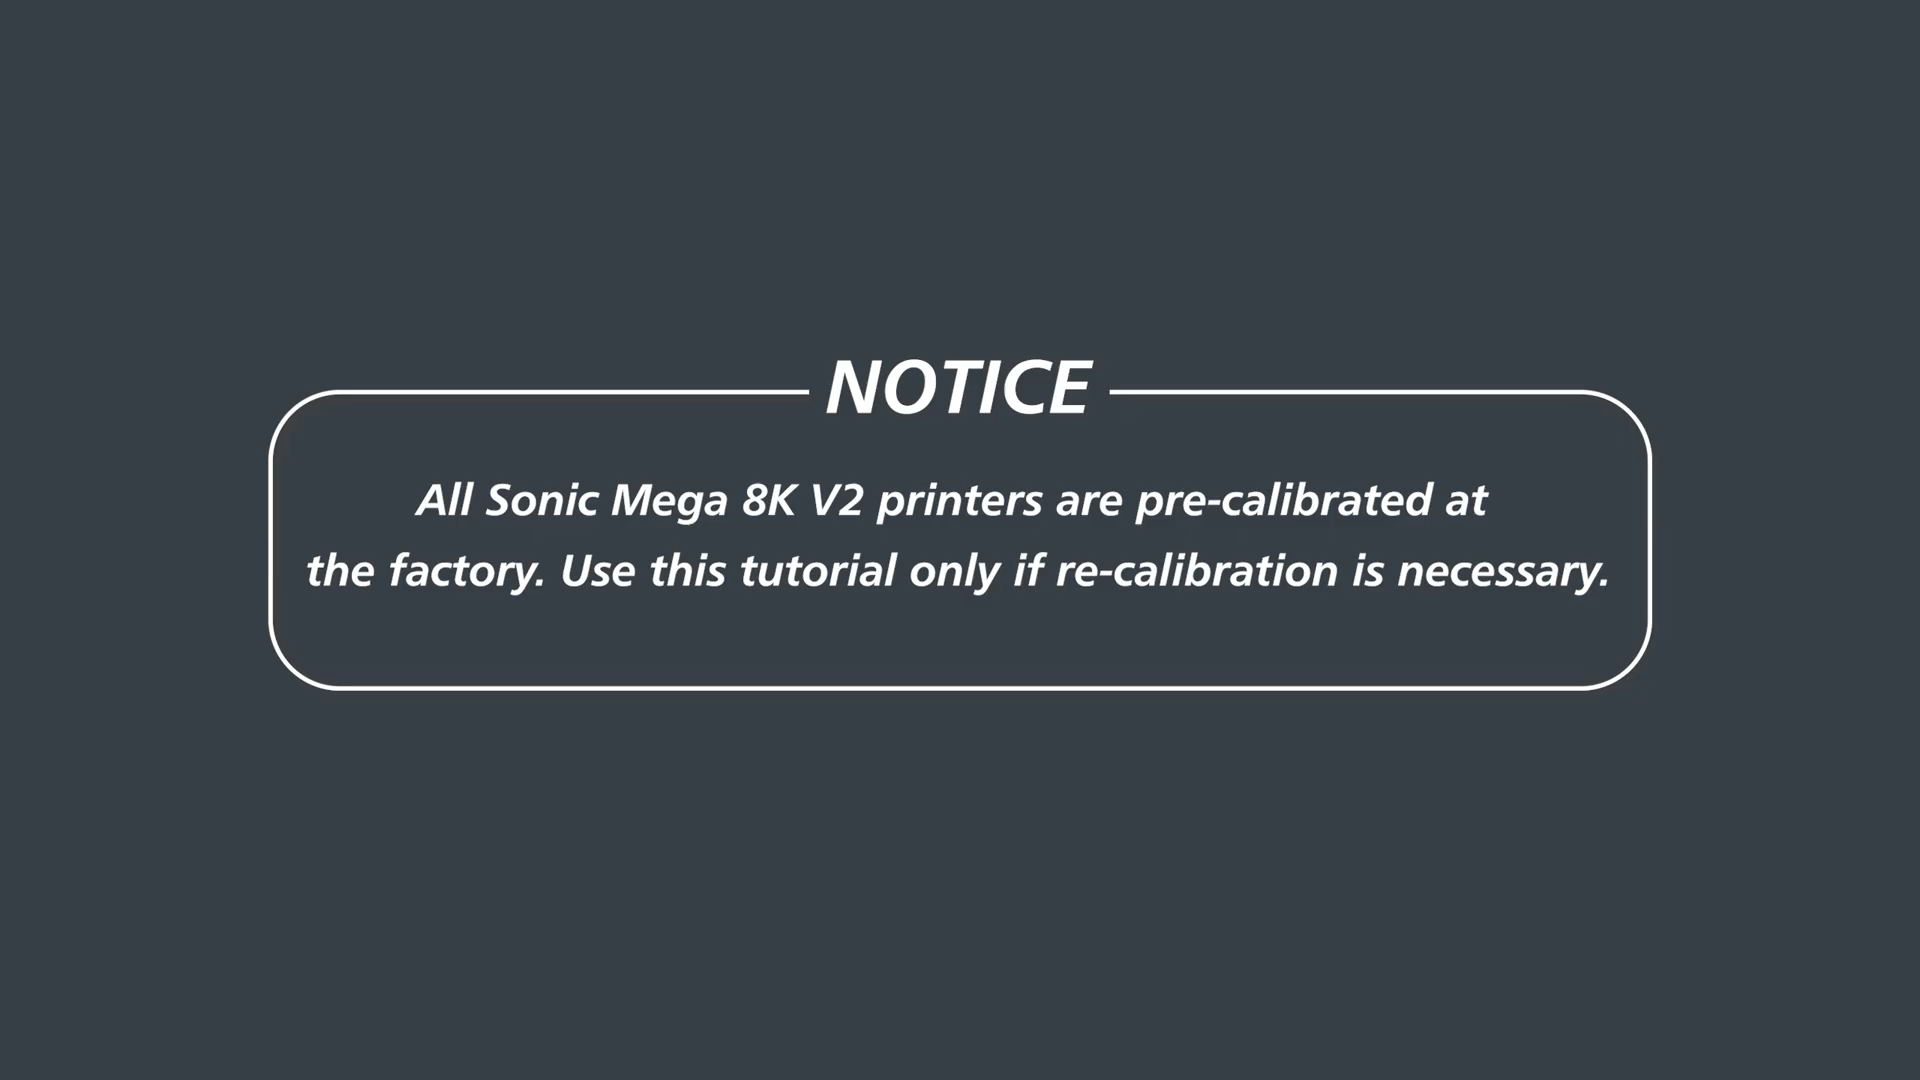 NOTICE
All Sonic Mega 8K V2 printers are pre-calibrated at
the factory. Use this tutorial only if re-calibration is necessary.